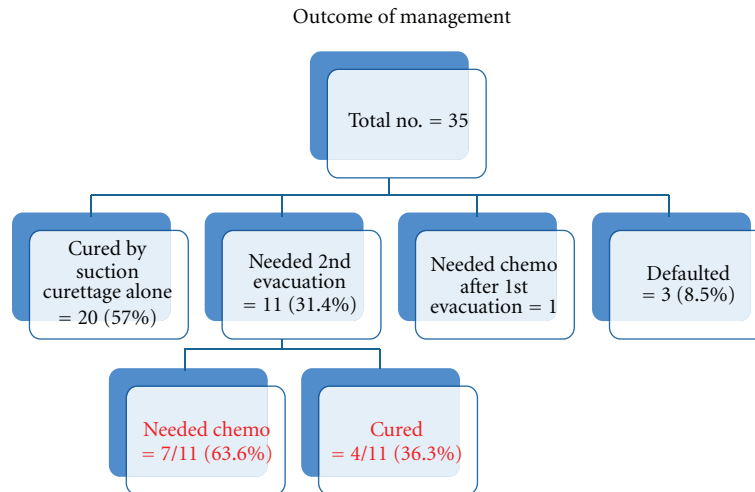 Outcome of management
Total no. = 35
Cured by
suction
curettage alone
= 20 (57%)
Needed 2nd
evacuation
= 11 (31.4%)
Needed chemo
after 1st
evacuation = 1
Defaulted
= 3 (8.5%)
Needed chemo
= 7/11 (63.6%)
Cured
= 4/11 (36.3%)